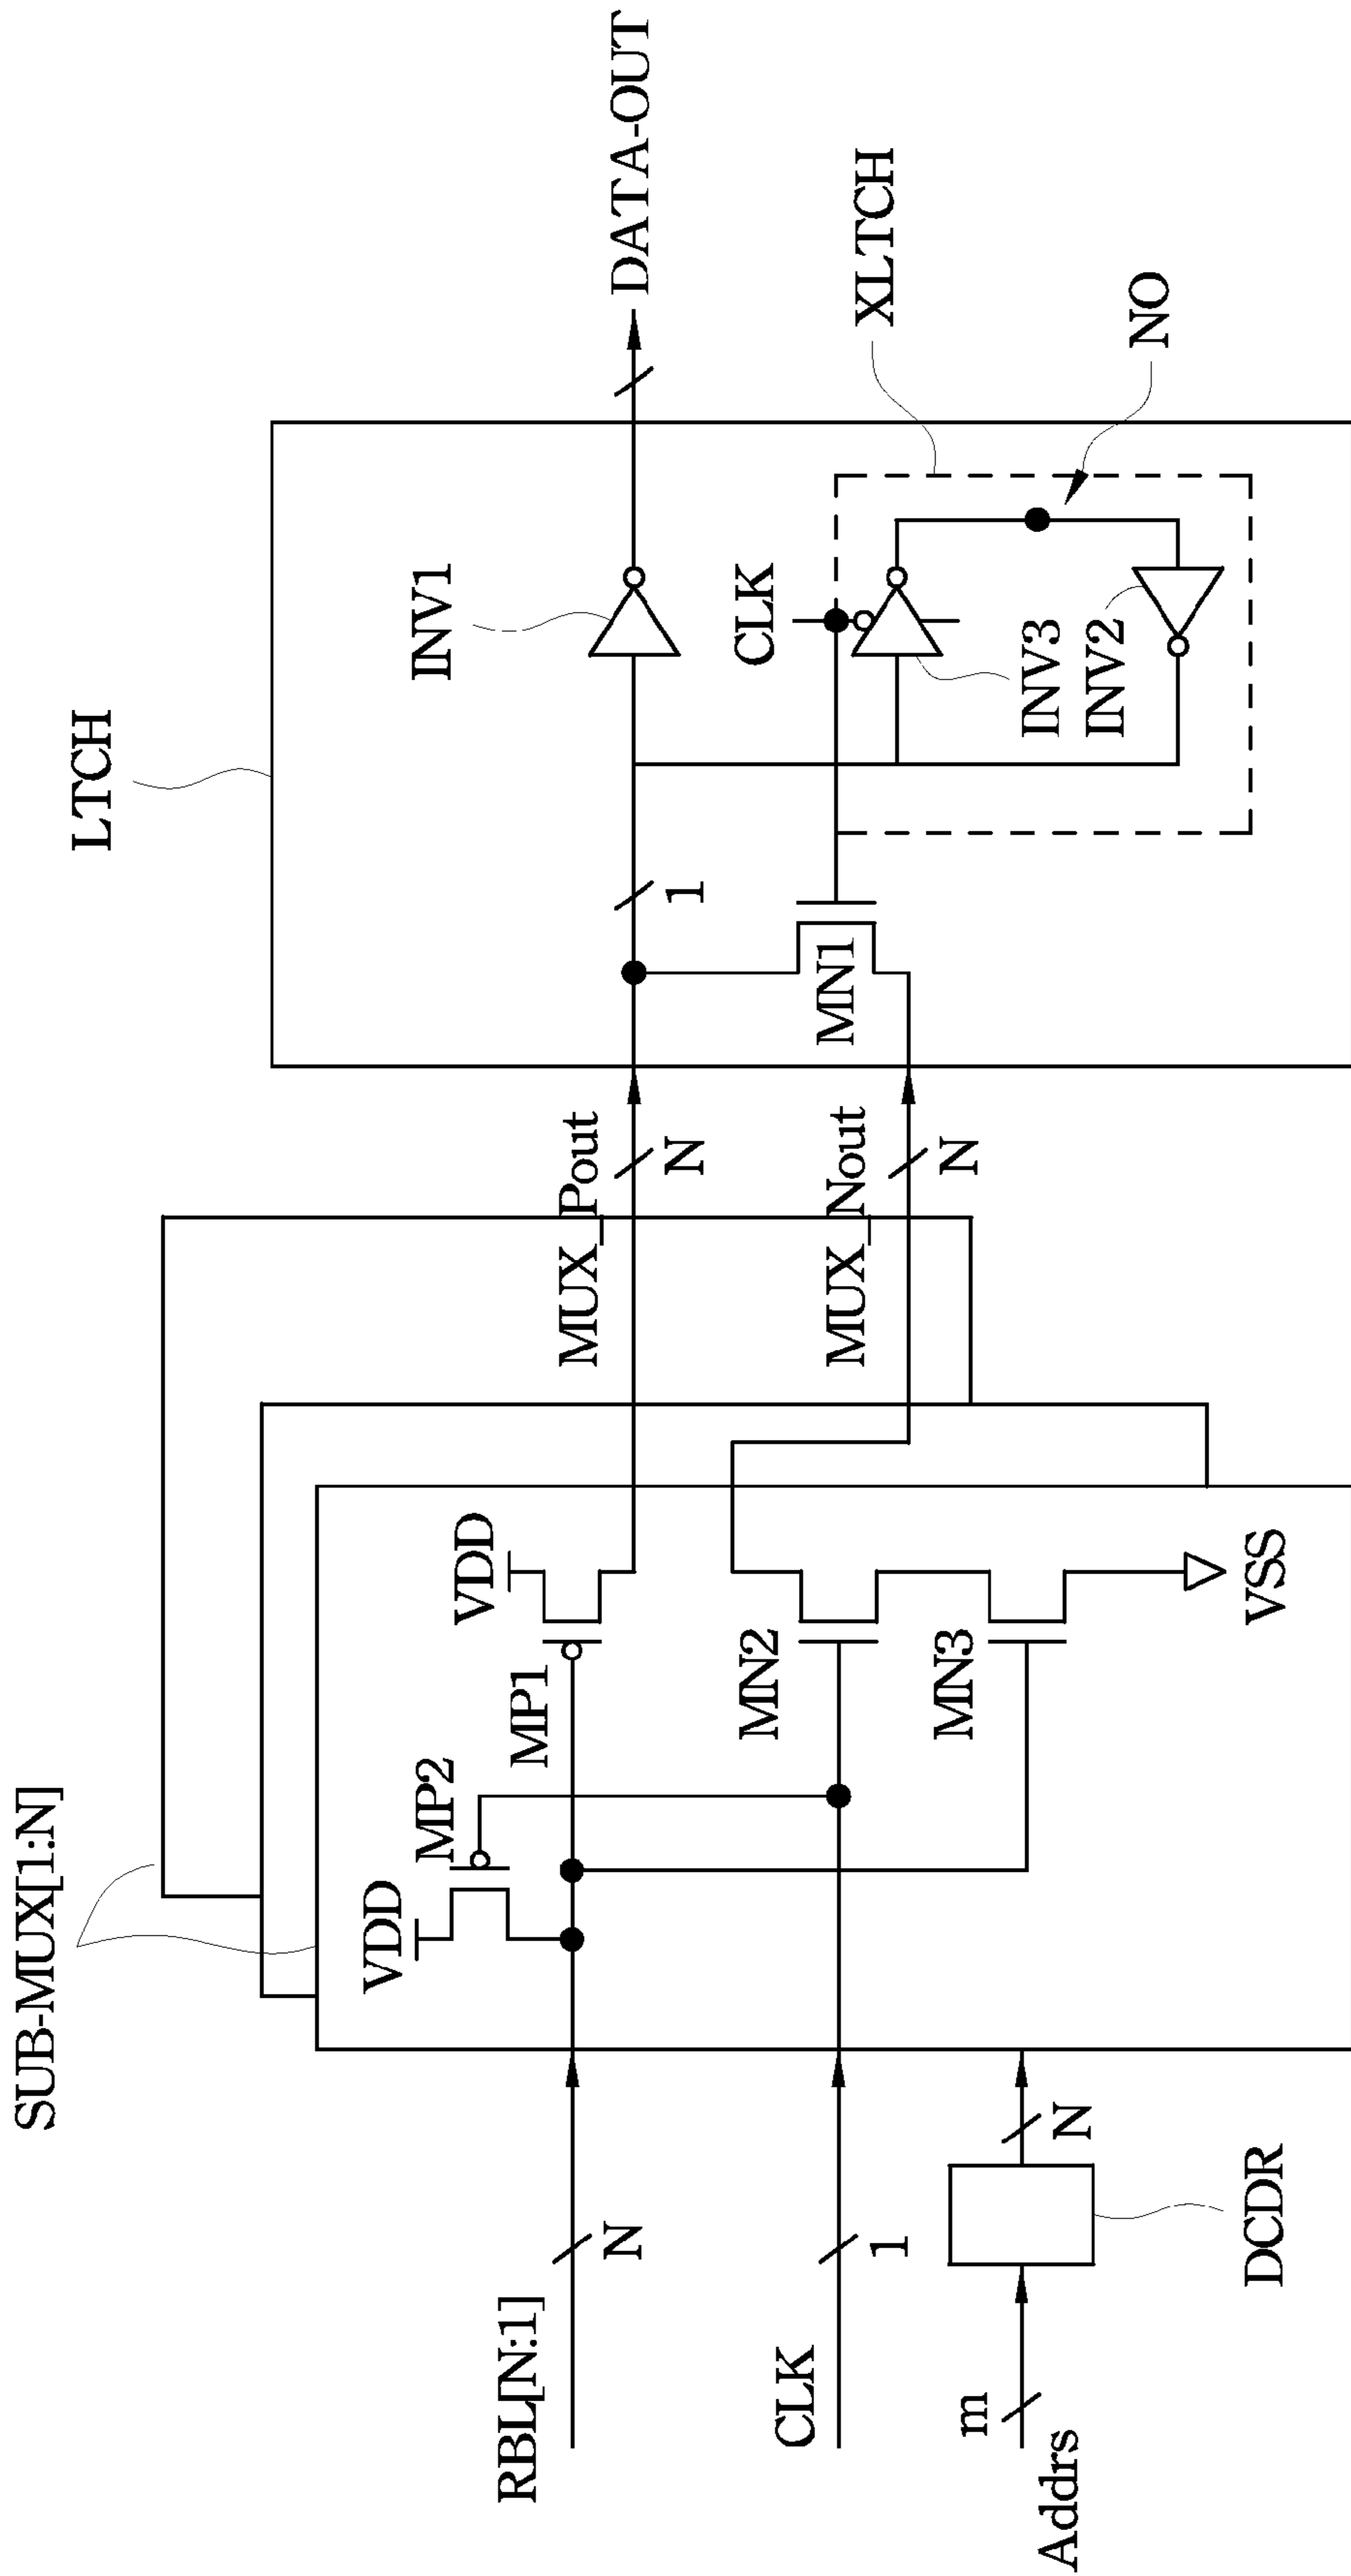 SUB-MUX[1:N]
LTCH
VDD
MP2
VDD
MP1
INV1
RBL[N:1]
N
MUX_Pout
N
1
DATA-OUT
CLK
1
MN2
MUX_Nout
N
MN1
CLK
XLTCH
m
Addrs
N
MN3
INV3
INV2
NO
DCDR
VSS